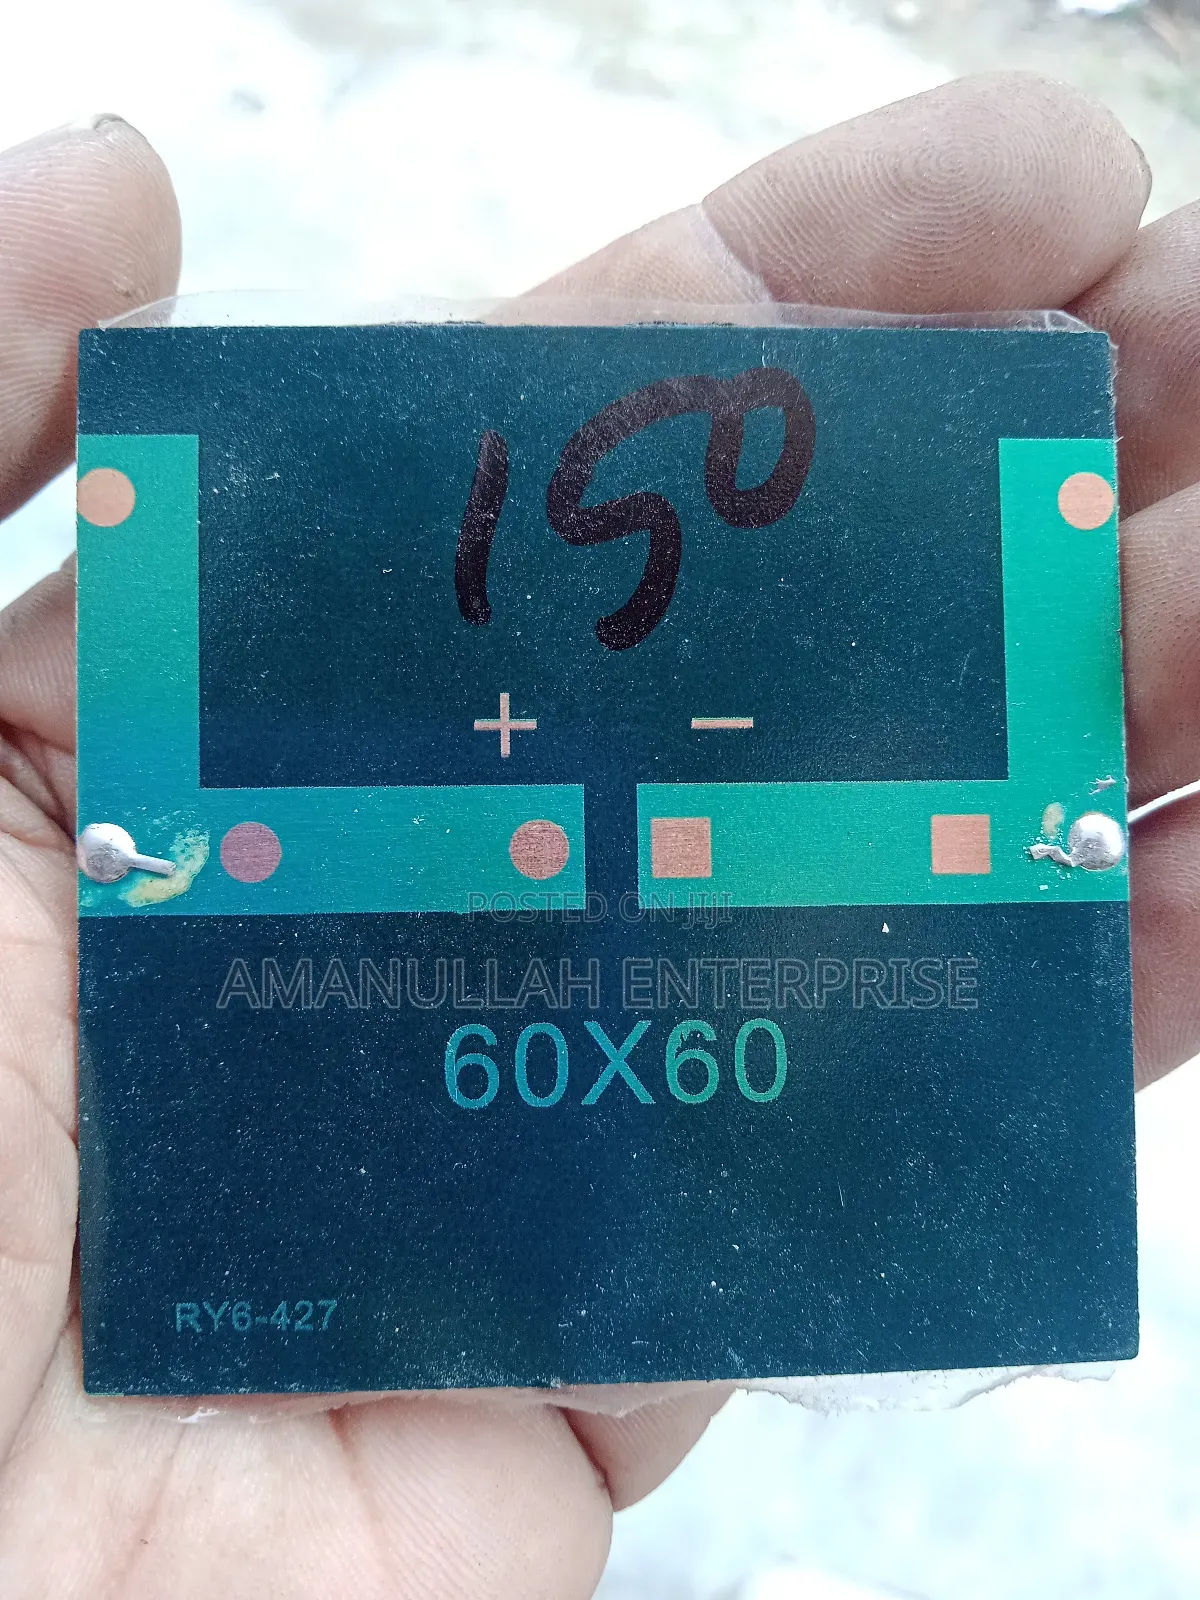 150
+ −
POSTED ON JIJI
AMANULLAH ENTERPRISE
60X60
RY6-427